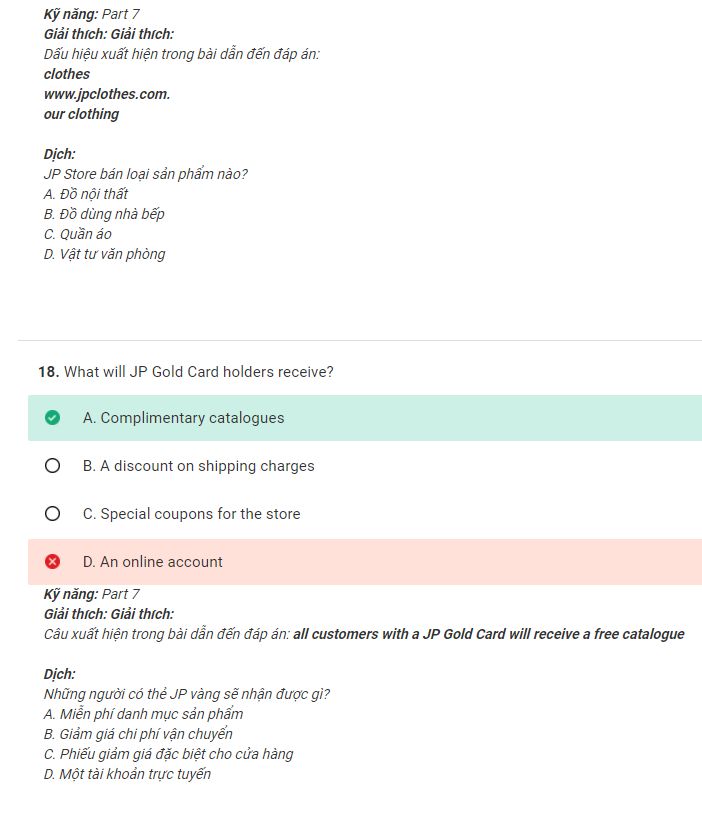 Kỹ năng: Part 7
Giải thích: Giải thích:
Dấu hiệu xuất hiện trong bài dẫn đến đáp án:
clothes
www.jpclothes.com.
our clothing
Dịch:
JP Store bán loại sản phẩm nào?
A. Đồ nội thất
B. Đồ dùng nhà bếp
C. Quần áo
D. Vật tư văn phòng
18. What will JP Gold Card holders receive?
A. Complimentary catalogues
B. A discount on shipping charges
C. Special coupons for the store
D. An online account
Kỹ năng: Part 7
Giải thích: Giải thích:
Câu xuất hiện trong bài dẫn đến đáp án: all customers with a JP Gold Card will receive a free catalogue
Dịch:
Những người có thẻ JP vàng sẽ nhận được gì?
A. Miễn phí danh mục sản phẩm
B. Giảm giá chi phí vận chuyển
C. Phiếu giảm giá đặc biệt cho cửa hàng
D. Một tài khoản trực tuyến